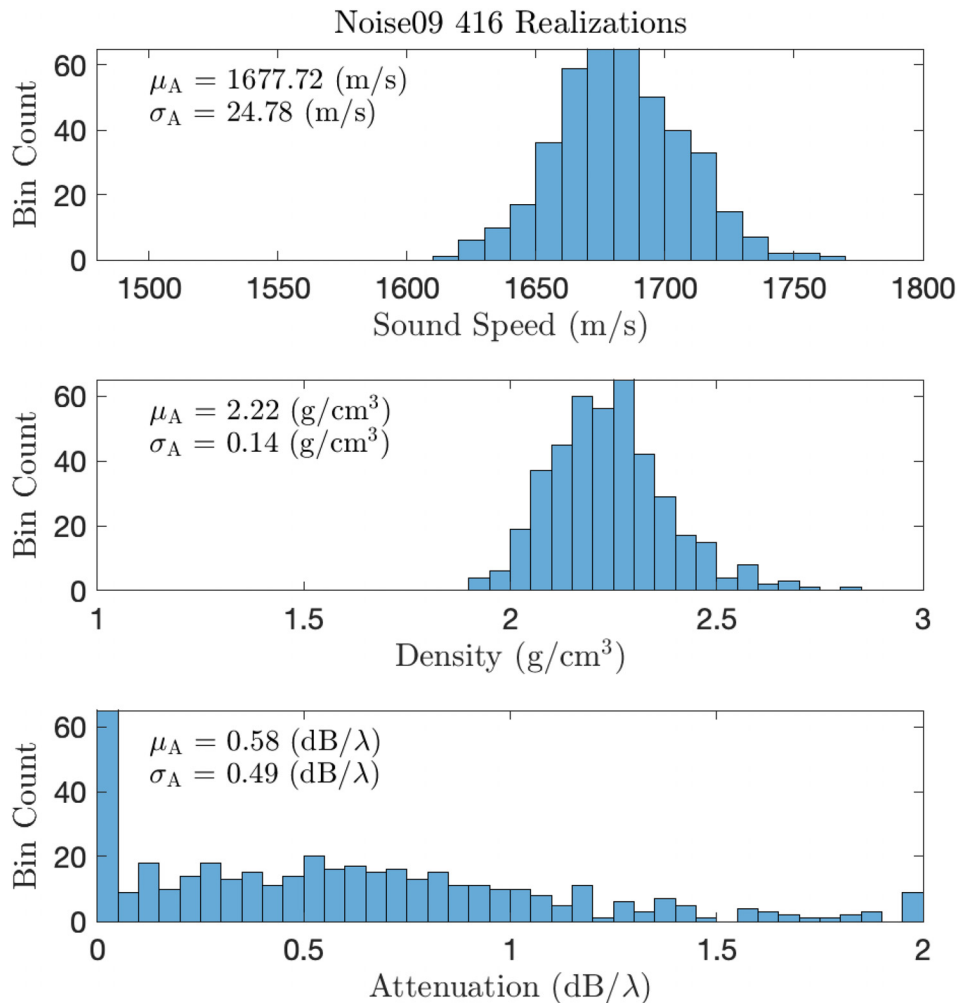 Noise09 416 Realizations
μA = 1677.72 (m/s)
σA = 24.78 (m/s)
Bin Count
60
40
20
0
1500 1550 1600 1650 1700 1750 1800
Sound Speed (m/s)
μA = 2.22 (g/cm³)
σA = 0.14 (g/cm³)
Bin Count
60
40
20
0
1 1.5 2 2.5 3
Density (g/cm³)
μA = 0.58 (dB/λ)
σA = 0.49 (dB/λ)
Bin Count
60
40
20
0
0 0.5 1 1.5 2
Attenuation (dB/λ)